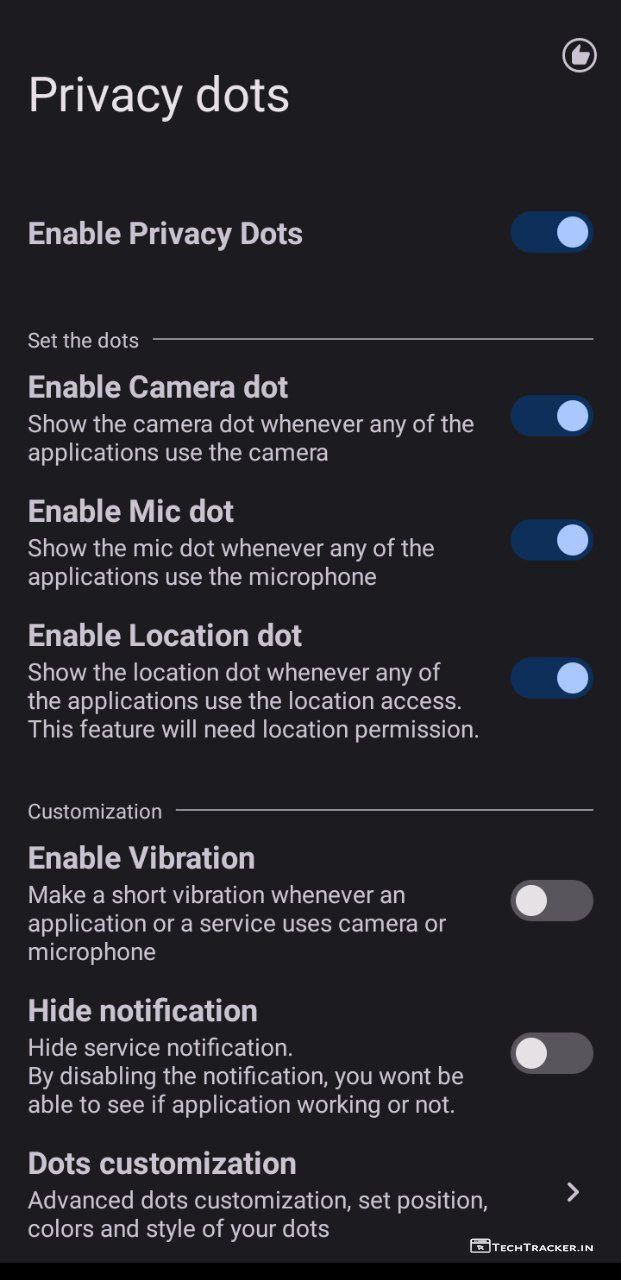 Privacy dots
Enable Privacy Dots
Set the dots
Enable Camera dot
Show the camera dot whenever any of the
applications use the camera
Enable Mic dot
Show the mic dot whenever any of the
applications use the microphone
Enable Location dot
Show the location dot whenever any of
the applications use the location access.
This feature will need location permission.
Customization
Enable Vibration
Make a short vibration whenever an
application or a service uses camera or
microphone
Hide notification
Hide service notification.
By disabling the notification, you wont be
able to see if application working or not.
Dots customization
Advanced dots customization, set position,
colors and style of your dots
TechTracker.in